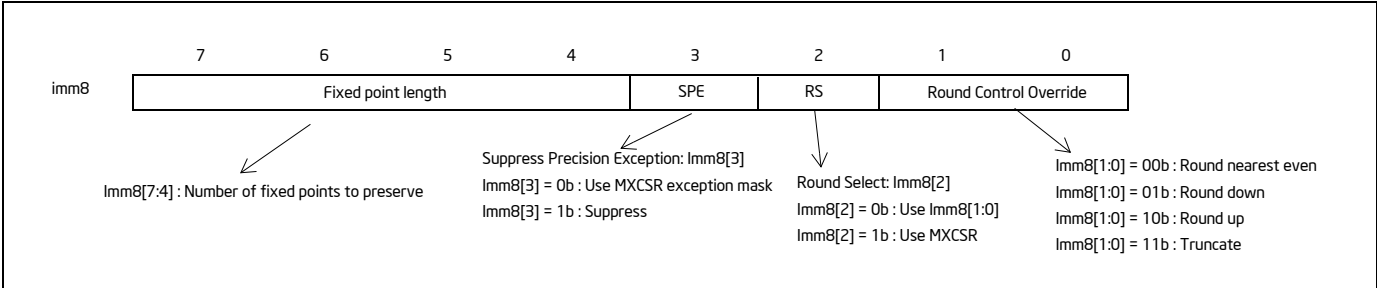 7 6 5 4 3 2 1 0
imm8 Fixed point length SPE RS Round Control Override
Imm8[7:4] : Number of fixed points to preserve
Suppress Precision Exception: Imm8[3]
Imm8[3] = 0b : Use MXCSR exception mask
Imm8[3] = 1b : Suppress
Round Select: Imm8[2]
Imm8[2] = 0b : Use Imm8[1:0]
Imm8[2] = 1b : Use MXCSR
Imm8[1:0] = 00b : Round nearest even
Imm8[1:0] = 01b : Round down
Imm8[1:0] = 10b : Round up
Imm8[1:0] = 11b : Truncate